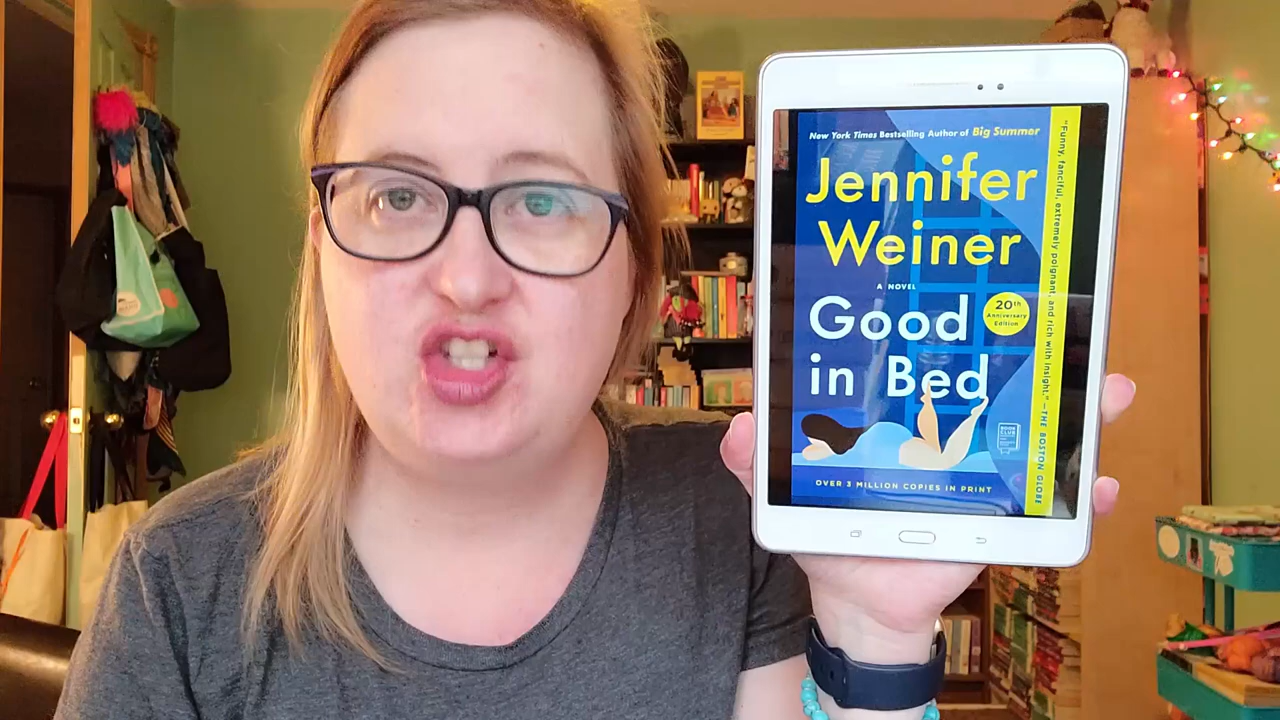 New York Times Bestselling Author of Big Summer
Jennifer
Weiner
A NOVEL
Good
in Bed
20th
Anniversary
Edition
OVER 3 MILLION COPIES IN PRINT
"Funny, fanciful, extremely poignant, and rich with insight." —THE BOSTON GLOBE